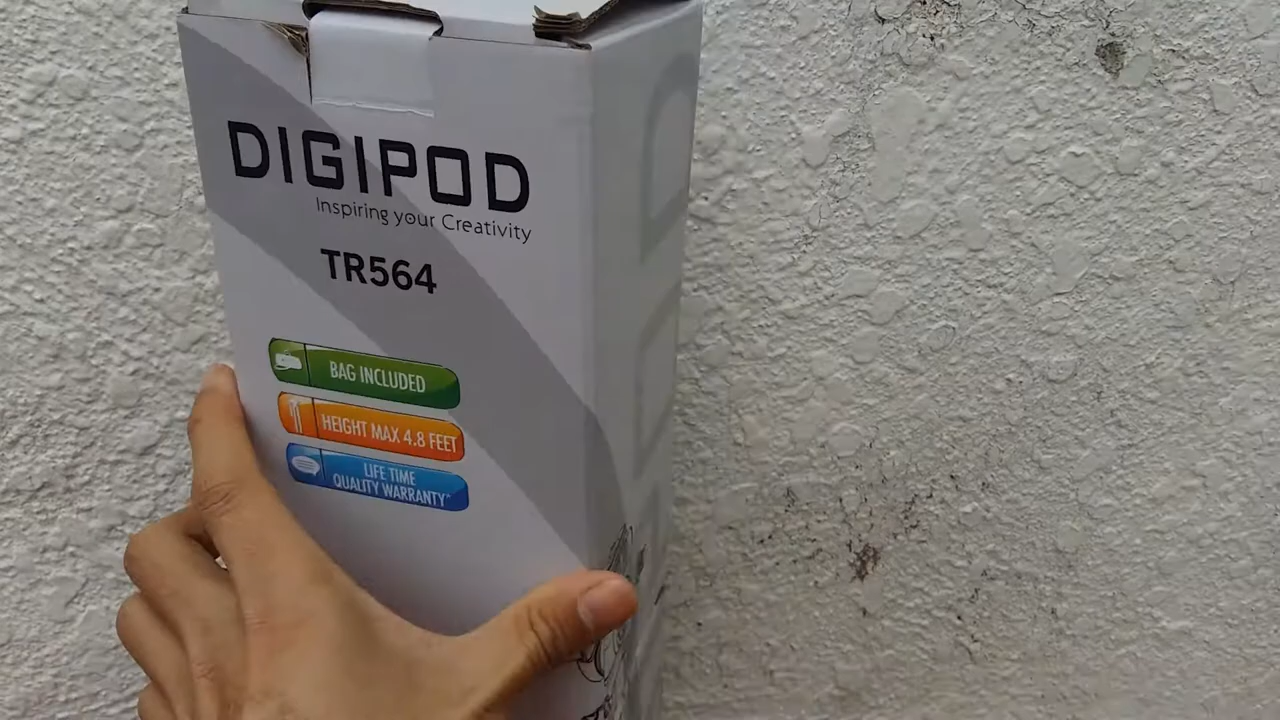 DIGIPOD
Inspiring your Creativity
TR564
BAG INCLUDED
HEIGHT MAX 4.8 FEET
LIFE TIME
QUALITY WARRANTY*